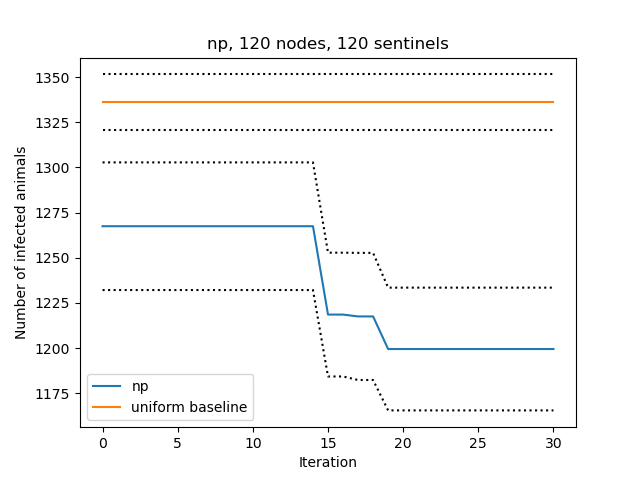 np, 120 nodes, 120 sentinels
1350
1325
1300
1275
1250
1225
1200
1175
Number of infected animals
np
uniform baseline
0 5 10 15 20 25 30
Iteration